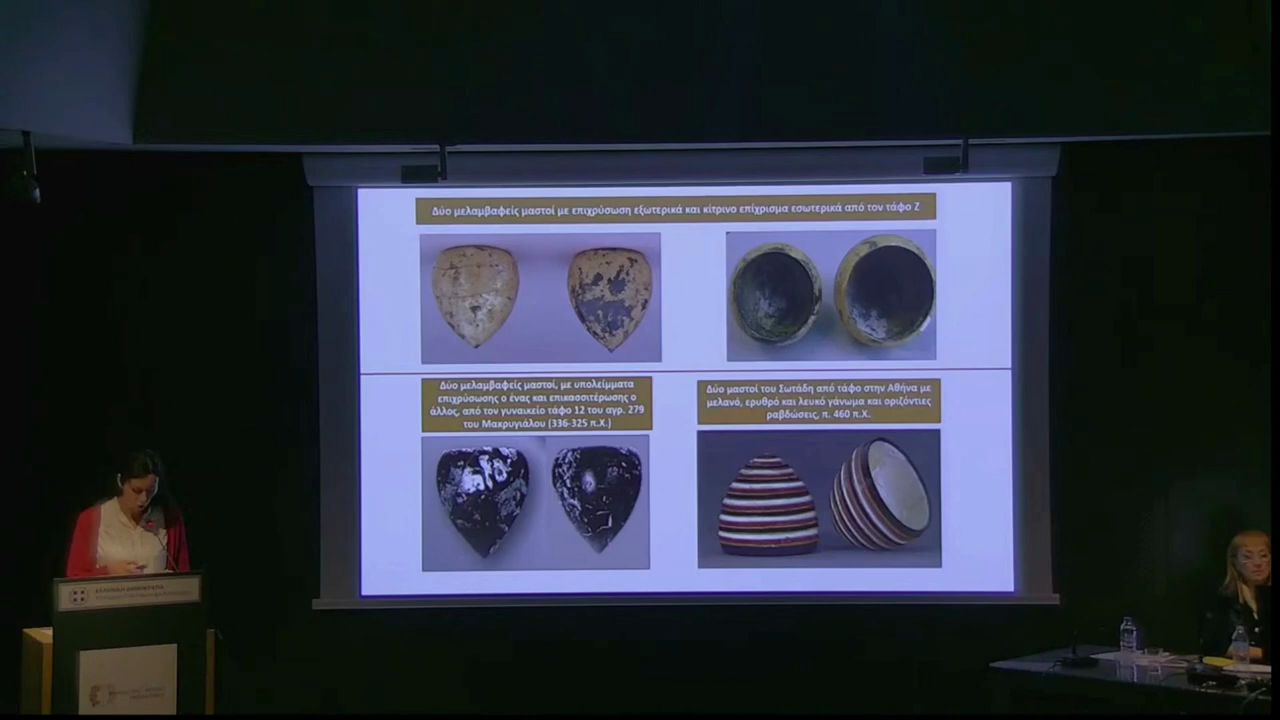 Δύο μελαμβαφείς μαστοί με επιχρύσωση εξωτερικά και κίτρινο επίχρισμα εσωτερικά από τον τάφο Ζ
Δύο μελαμβαφείς μαστοί, με υπολείμματα
επιχρύσωσης ο ένας και επικασσιτέρωσης ο
άλλος, από τον γυναικείο τάφο 12 του αγρ. 279
του Μακρυγιάλου (336-325 π.Χ.)
Δύο μαστοί του Σωτάδη από τάφο στην Αθήνα με
μελανό, ερυθρό και λευκό γάνωμα και οριζόντιες
ραβδώσεις, π. 460 π.Χ.
ΕΛΛΗΝΙΚΗ ΔΗΜΟΚΡΑΤΙΑ